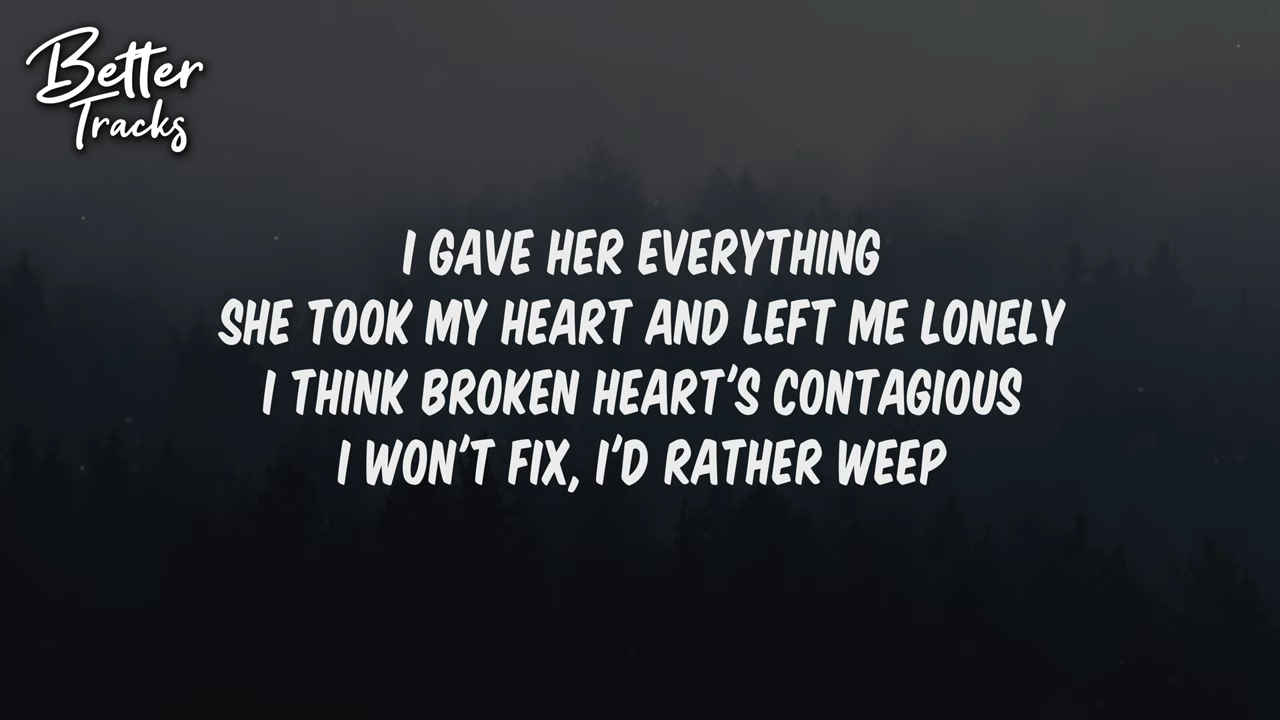 Better
Tracks
I GAVE HER EVERYTHING
SHE TOOK MY HEART AND LEFT ME LONELY
I THINK BROKEN HEART'S CONTAGIOUS
I WON'T FIX, I'D RATHER WEEP